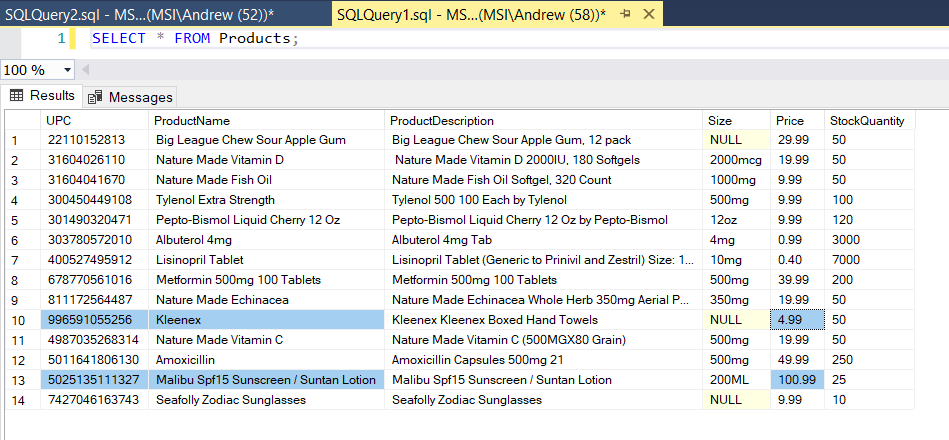 SQLQuery2.sql - MS...(MSI\Andrew (52))* SQLQuery1.sql - MS...(MSI\Andrew (58))*
1 SELECT * FROM Products;
100 %
Results Messages
UPC ProductName ProductDescription Size Price StockQuantity
1 22110152813 Big League Chew Sour Apple Gum Big League Chew Sour Apple Gum, 12 pack NULL 29.99 50
2 31604026110 Nature Made Vitamin D Nature Made Vitamin D 2000IU, 180 Softgels 2000mcg 19.99 50
3 31604041670 Nature Made Fish Oil Nature Made Fish Oil Softgel, 320 Count 1000mg 9.99 50
4 300450449108 Tylenol Extra Strength Tylenol 500 100 Each by Tylenol 500mg 9.99 100
5 301490320471 Pepto-Bismol Liquid Cherry 12 Oz Pepto-Bismol Liquid Cherry 12 Oz by Pepto-Bismol 12oz 9.99 120
6 303780572010 Albuterol 4mg Albuterol 4mg Tab 4mg 0.99 3000
7 400527495912 Lisinopril Tablet Lisinopril Tablet (Generic to Prinivil and Zestril) Size: 1... 10mg 0.40 7000
8 678770561016 Metformin 500mg 100 Tablets Metformin 500mg 100 Tablets 500mg 39.99 200
9 811172564487 Nature Made Echinacea Nature Made Echinacea Whole Herb 350mg Aerial P... 350mg 19.99 50
10 996591055256 Kleenex Kleenex Kleenex Boxed Hand Towels NULL 4.99 50
11 4987035268314 Nature Made Vitamin C Nature Made Vitamin C (500MGX80 Grain) 500mg 19.99 50
12 5011641806130 Amoxicillin Amoxicillin Capsules 500mg 21 500mg 49.99 250
13 5025135111327 Malibu Spf15 Sunscreen / Suntan Lotion Malibu Spf15 Sunscreen / Suntan Lotion 200ML 100.99 25
14 7427046163743 Seafolly Zodiac Sunglasses Seafolly Zodiac Sunglasses NULL 9.99 10